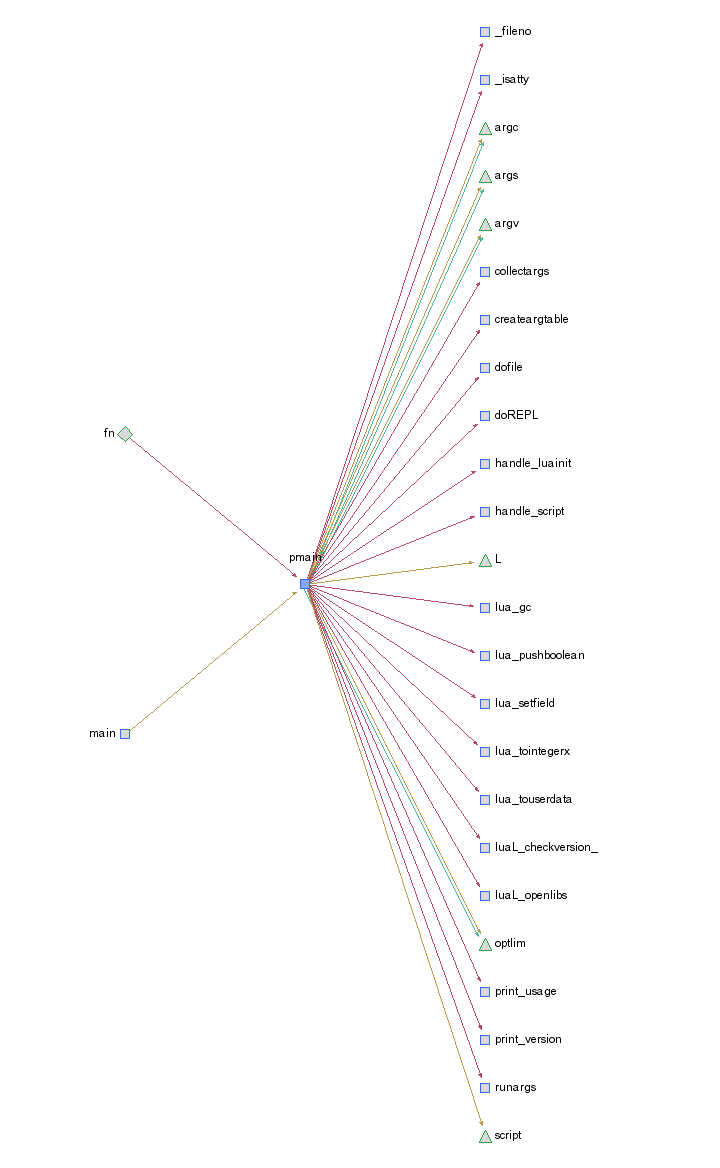 _fileno
_isatty
argc
args
argv
collectargs
createargtable
dofile
doREPL
fn
handle_luainit
handle_script
pmain
L
lua_gc
lua_pushboolean
lua_setfield
main
lua_tointegerx
lua_touserdata
luaL_checkversion_
luaL_openlibs
optlim
print_usage
print_version
runargs
script